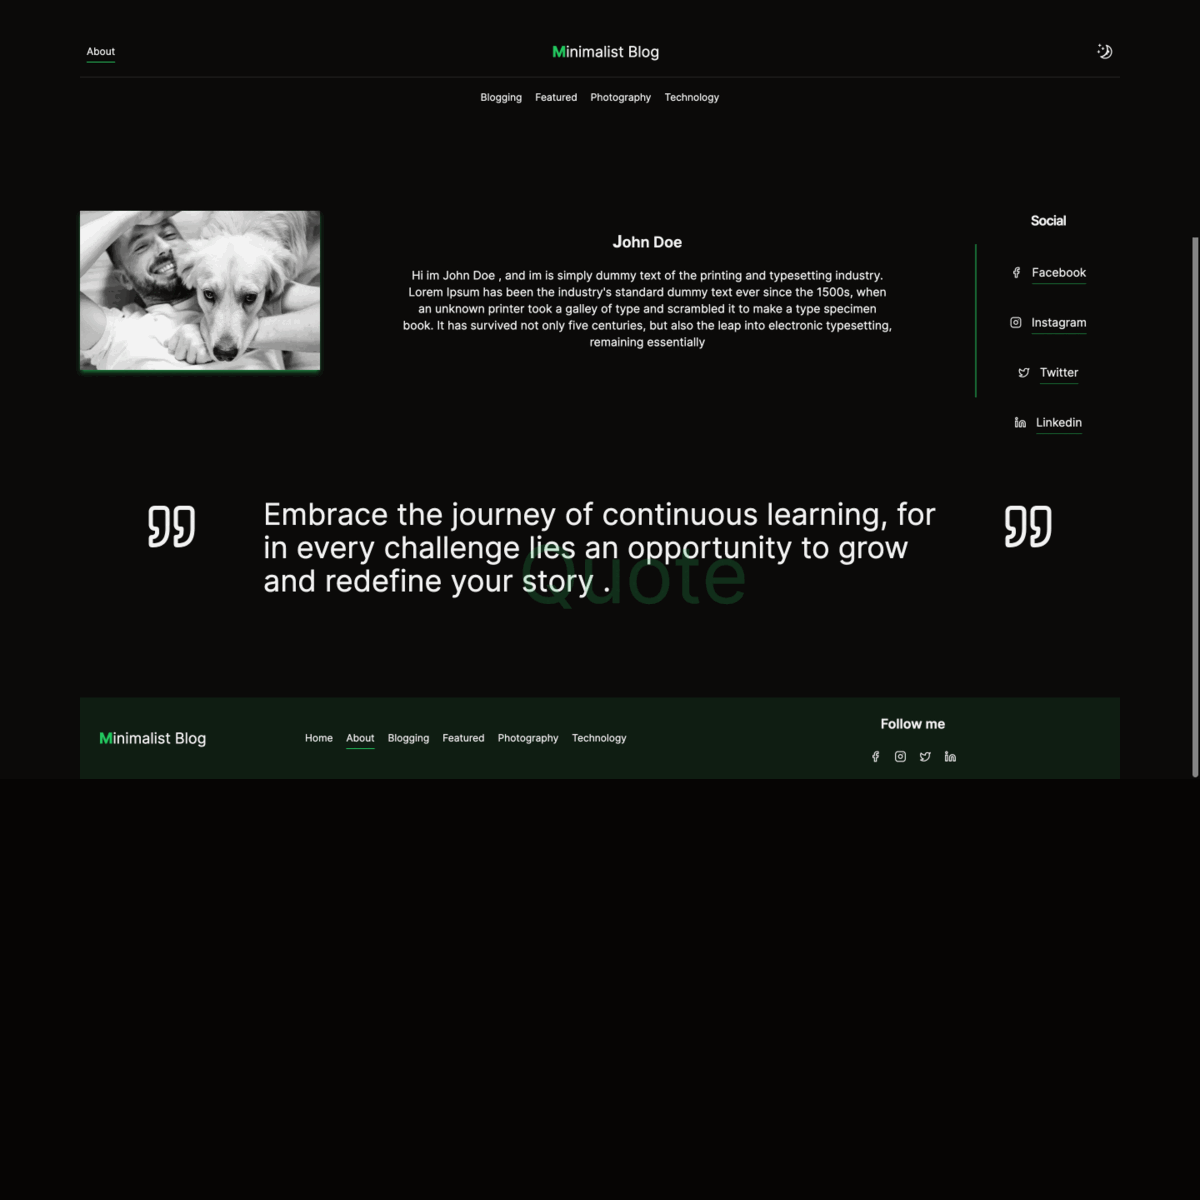 About
Minimalist Blog
Blogging Featured Photography Technology
John Doe
Hi im John Doe , and im is simply dummy text of the printing and typesetting industry.
Lorem Ipsum has been the industry's standard dummy text ever since the 1500s, when
an unknown printer took a galley of type and scrambled it to make a type specimen
book. It has survived not only five centuries, but also the leap into electronic typesetting,
remaining essentially
Social
Facebook
Instagram
Twitter
Linkedin
Embrace the journey of continuous learning, for
in every challenge lies an opportunity to grow
and redefine your story .
Quote
Minimalist Blog
Home About Blogging Featured Photography Technology
Follow me